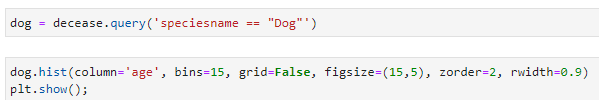 dog = decease.query('speciesname == "Dog"')
dog.hist(column='age', bins=15, grid=False, figsize=(15,5), zorder=2, rwidth=0.9)
plt.show();